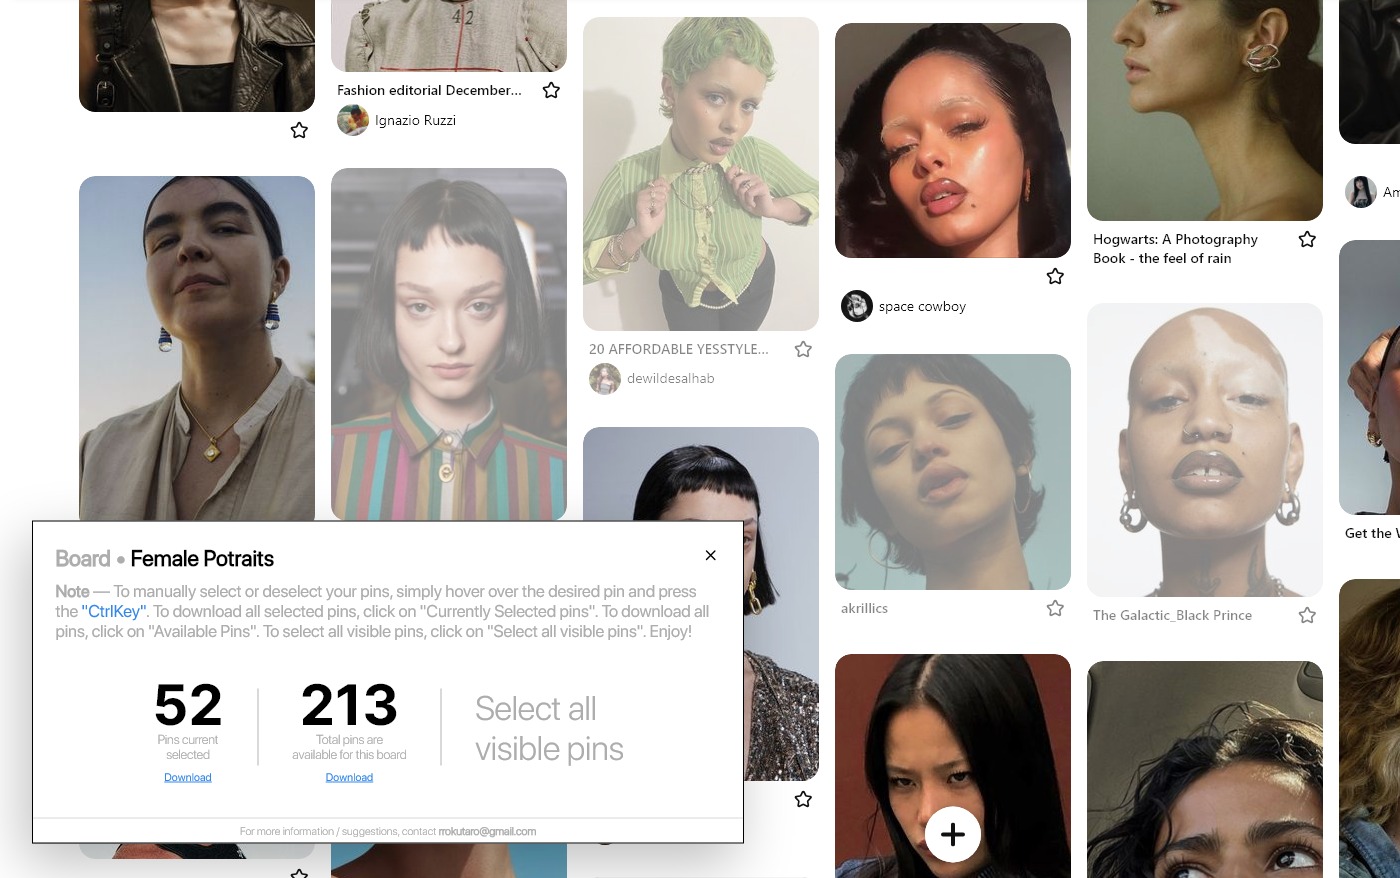 42
Fashion editorial December...
Ignazio Ruzzi
20 AFFORDABLE YESSTYLE...
dewildesalhab
space cowboy
akrillics
Hogwarts: A Photography
Book - the feel of rain
The Galactic_Black Prince
Am
Get the W
Board • Female Potraits
Note — To manually select or deselect your pins, simply hover over the desired pin and press
the "CtrlKey". To download all selected pins, click on "Currently Selected pins". To download all
pins, click on "Available Pins". To select all visible pins, click on "Select all visible pins". Enjoy!
52
Pins current
selected
Download
213
Total pins are
available for this board
Download
Select all
visible pins
For more information / suggestions, contact rrokutaro@gmail.com